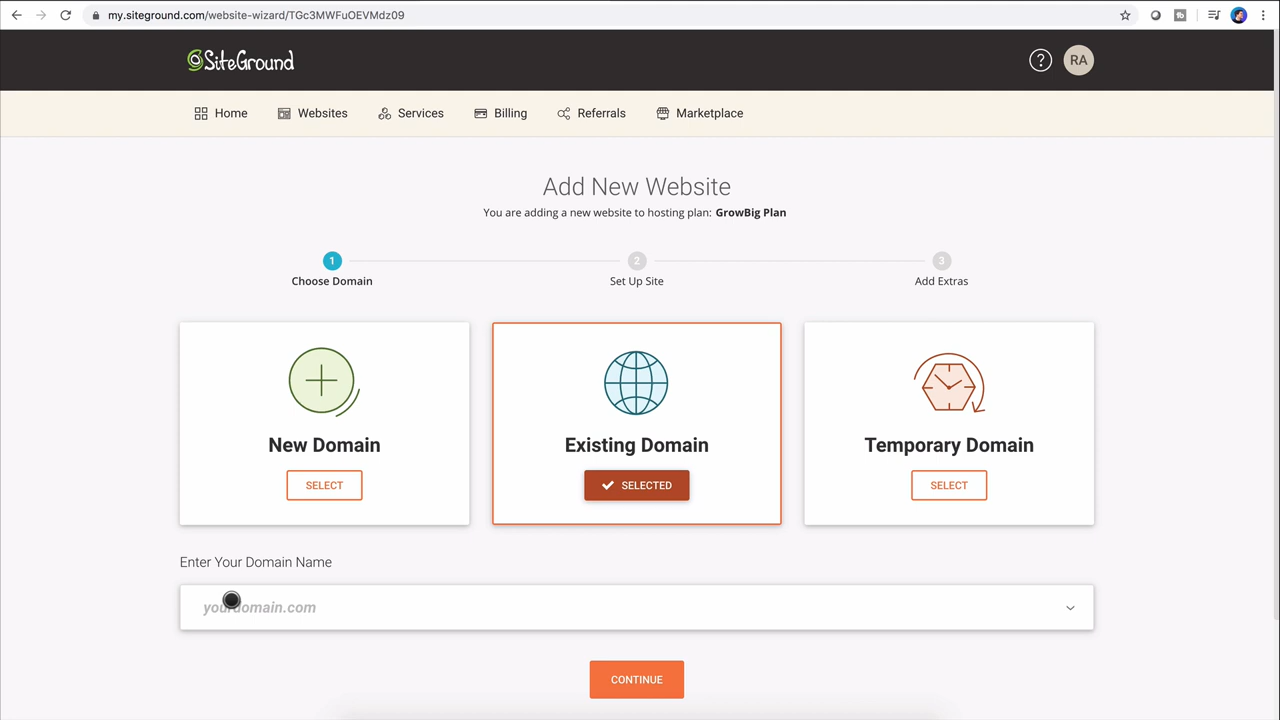 my.siteground.com/website-wizard/TGc3MWFuOEVMdz09
SiteGround
? RA
Home Websites Services Billing Referrals Marketplace
Add New Website
You are adding a new website to hosting plan: GrowBig Plan
1 2 3
Choose Domain Set Up Site Add Extras
New Domain Existing Domain Temporary Domain
SELECT SELECTED SELECT
Enter Your Domain Name
yourdomain.com
CONTINUE